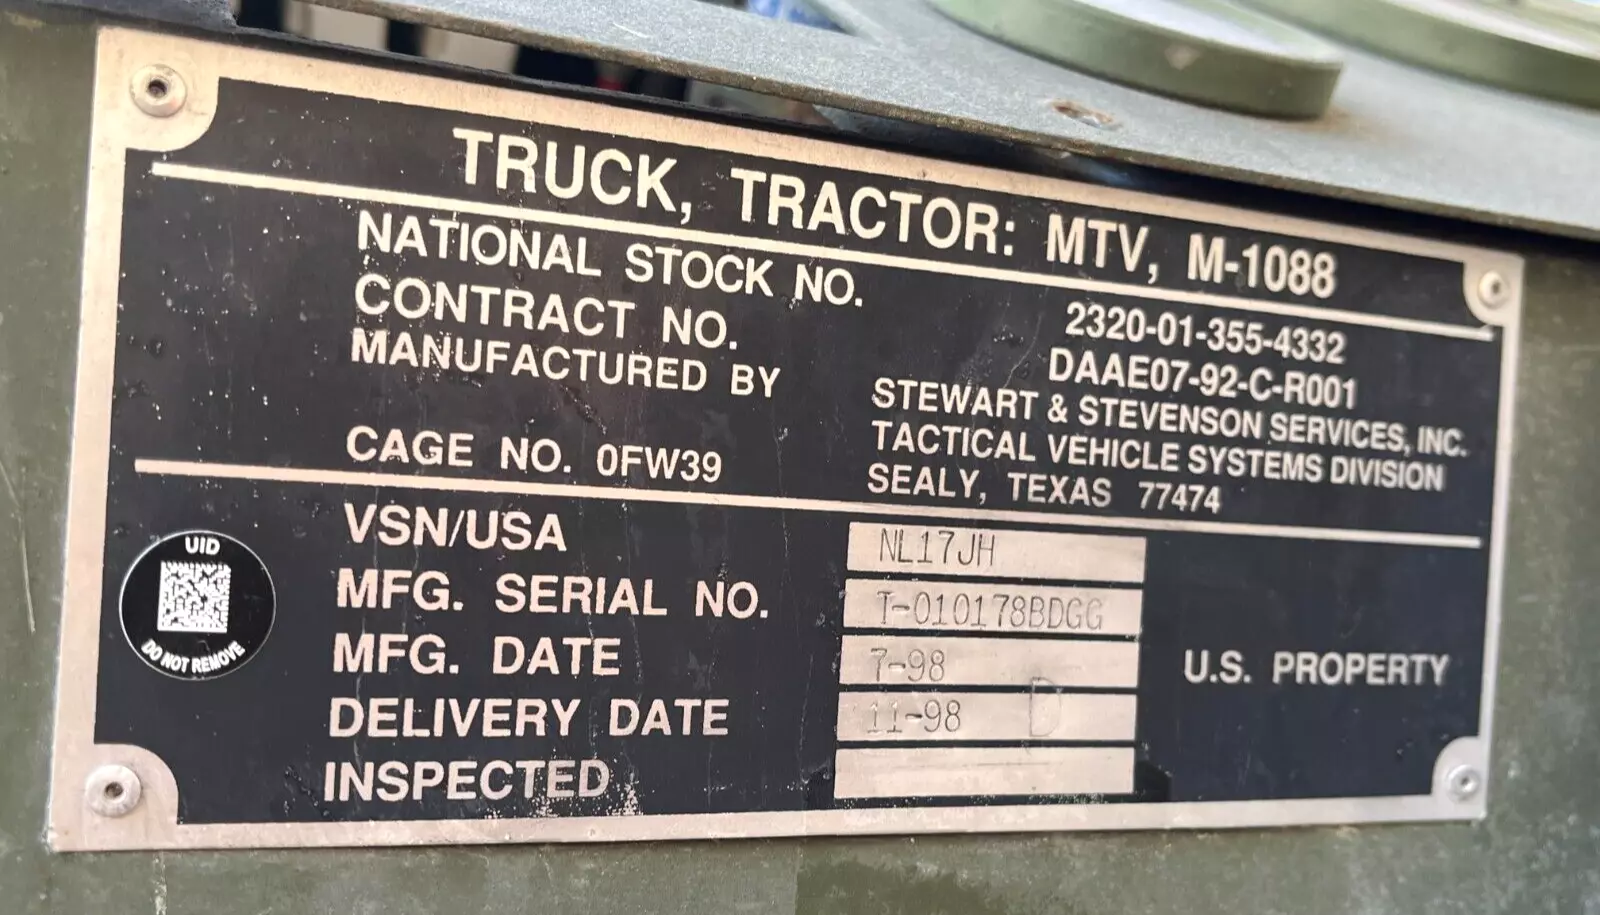 TRUCK, TRACTOR: MTV, M-1088
NATIONAL STOCK NO. 2320-01-355-4332
CONTRACT NO. DAAE07-92-C-R001
MANUFACTURED BY STEWART & STEVENSON SERVICES, INC.
TACTICAL VEHICLE SYSTEMS DIVISION
CAGE NO. 0FW39 SEALY, TEXAS 77474
VSN/USA NL17JH
MFG. SERIAL NO. T-010178BDGG
MFG. DATE 7-98 U.S. PROPERTY
DELIVERY DATE 11-98 D
INSPECTED
UID
DO NOT REMOVE